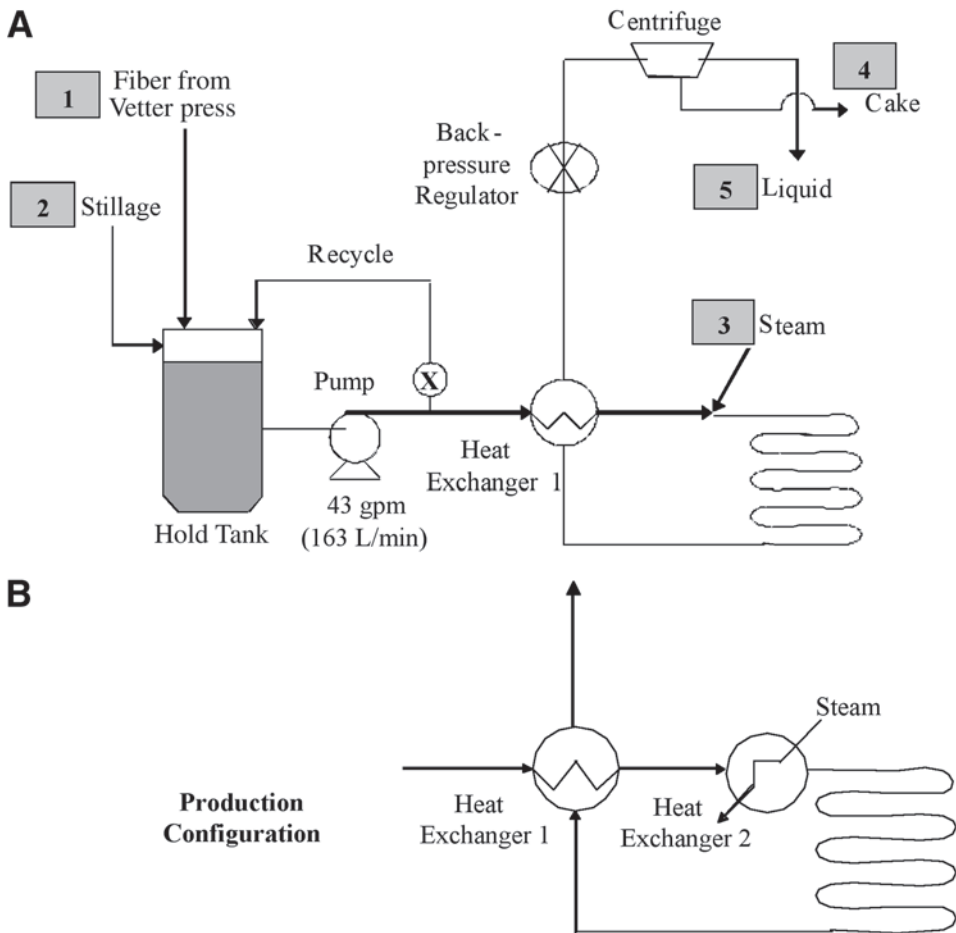 A
Centrifuge
1
Fiber from
Vetter press
4
Cake
Back-
pressure
Regulator
5
Liquid
2
Stillage
Recycle
3
Steam
Pump
X
Heat
Exchanger 1
43 gpm
(163 L/min)
Hold Tank
B
Steam
Production
Configuration
Heat
Exchanger 1
Heat
Exchanger 2